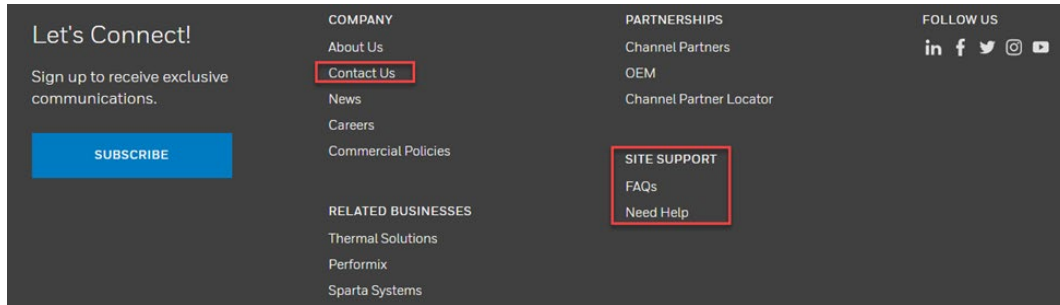 Let's Connect!
Sign up to receive exclusive
communications.
SUBSCRIBE
COMPANY
About Us
Contact Us
News
Careers
Commercial Policies
RELATED BUSINESSES
Thermal Solutions
Performix
Sparta Systems
PARTNERSHIPS
Channel Partners
OEM
Channel Partner Locator
SITE SUPPORT
FAQs
Need Help
FOLLOW US
in f